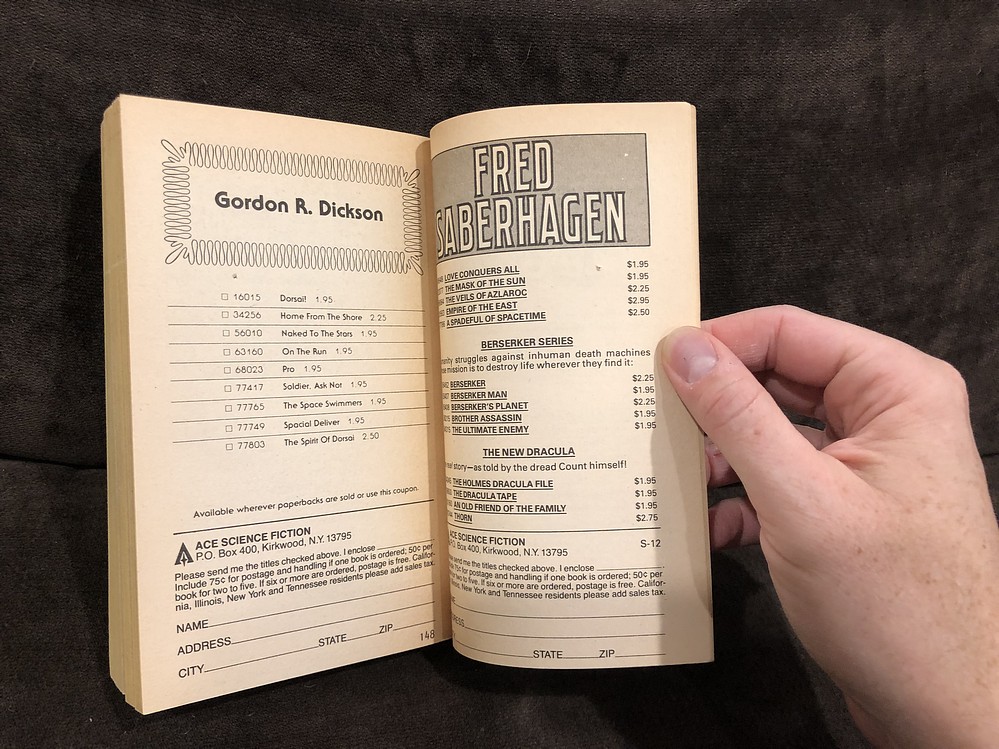 Gordon R. Dickson
□ 16015 Dorsai! 1.95
□ 34256 Home From The Shore 2.25
□ 56010 Naked To The Stars 1.95
□ 63160 On The Run 1.95
□ 68023 Pro 1.95
□ 77417 Soldier, Ask Not 1.95
□ 77765 The Space Swimmers 1.95
□ 77749 Spacial Deliver 1.95
□ 77803 The Spirit Of Dorsai 2.50
Available wherever paperbacks are sold or use this coupon.
ACE SCIENCE FICTION
P.O. Box 400, Kirkwood, N.Y. 13795
Please send me the titles checked above. I enclose
Include 75¢ for postage and handling if one book is ordered; 50¢ per
book for two to five. If six or more are ordered, postage is free. Califor-
nia, Illinois, New York and Tennessee residents please add sales tax.
NAME
ADDRESS
CITY STATE ZIP
148
FRED
SABERHAGEN
LOVE CONQUERS ALL $1.95
THE MASK OF THE SUN $1.95
THE VEILS OF AZLAROC $2.25
EMPIRE OF THE EAST $2.95
A SPADEFUL OF SPACETIME $2.50
BERSERKER SERIES
struggles against inhuman death machines
mission is to destroy life wherever they find it:
BERSERKER $2.25
BERSERKER MAN $1.95
BERSERKER'S PLANET $2.25
BROTHER ASSASSIN $1.95
THE ULTIMATE ENEMY $1.95
THE NEW DRACULA
story—as told by the dread Count himself!
THE HOLMES DRACULA FILE $1.95
THE DRACULA TAPE $1.95
AN OLD FRIEND OF THE FAMILY $1.95
THORN $2.75
ACE SCIENCE FICTION
P.O. Box 400, Kirkwood, N.Y. 13795 S-12
send me the titles checked above. I enclose
75¢ for postage and handling if one book is ordered; 50¢ per
for two to five. If six or more are ordered, postage is free. Califor-
Illinois, New York and Tennessee residents please add sales tax.
STATE ZIP